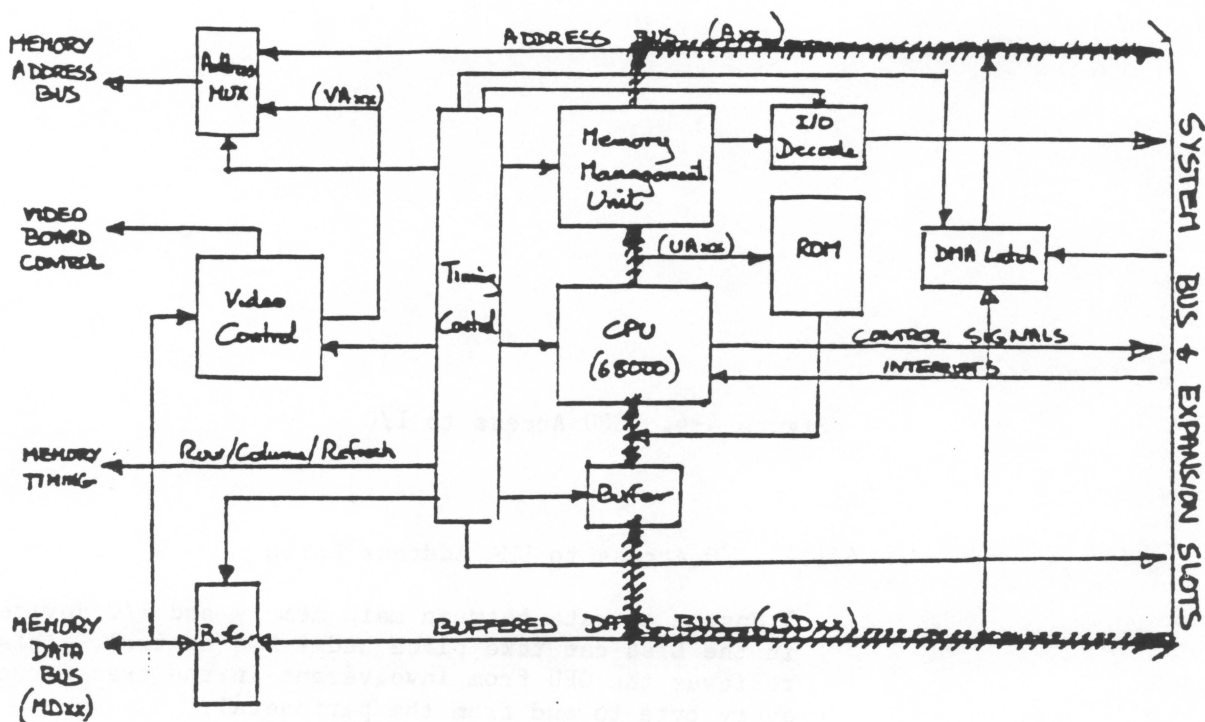 ADDRESS BUS (Axx)
MEMORY
ADDRESS
BUS
Address
MUX
(VAxx)
I/O
Decode
Memory
Management
Unit
VIDEO
BOARD
CONTROL
(UAxx)
ROM
DMA Latch
Video
Control
Timing
Control
CPU
(68000)
CONTROL SIGNALS
INTERRUPTS
MEMORY
TIMING
Row/Column/Refresh
Buffer
MEMORY
DATA
BUS
(MDxx)
BUFFERED DATA BUS (BDxx)
SYSTEM BUS & EXPANSION SLOTS